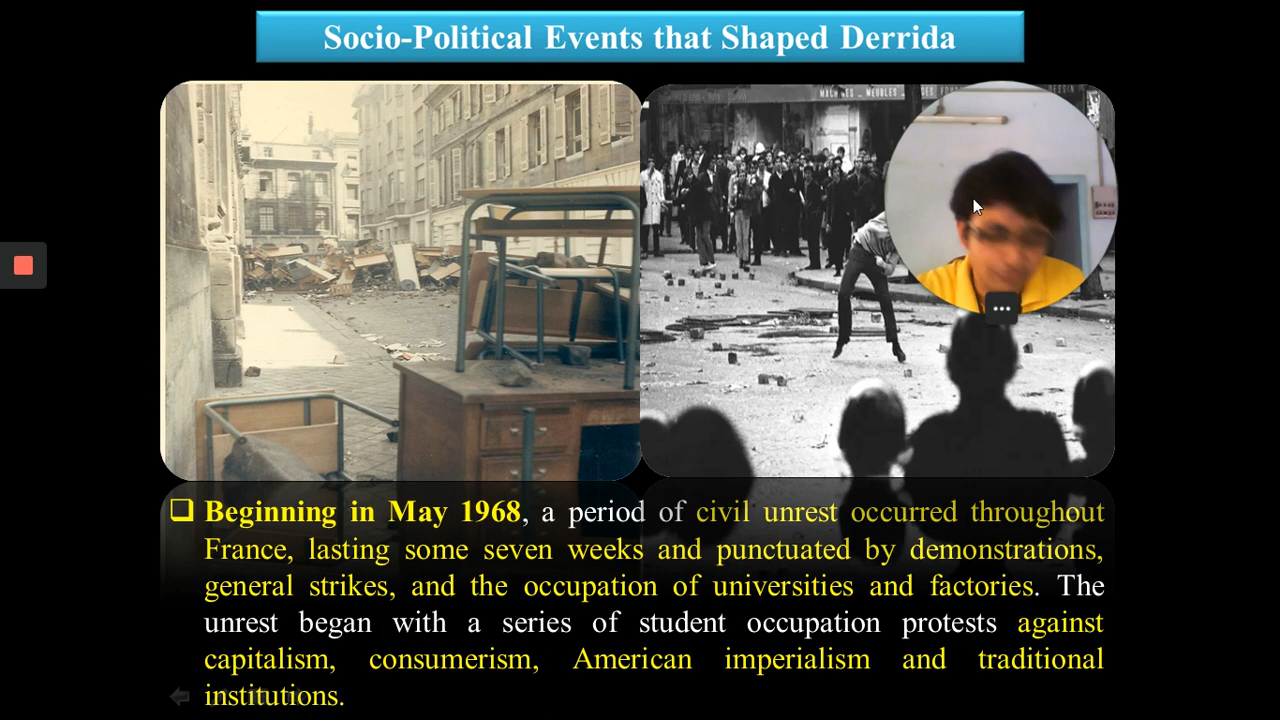 Socio-Political Events that Shaped Derrida
❑ Beginning in May 1968, a period of civil unrest occurred throughout
France, lasting some seven weeks and punctuated by demonstrations,
general strikes, and the occupation of universities and factories. The
unrest began with a series of student occupation protests against
capitalism, consumerism, American imperialism and traditional
institutions.